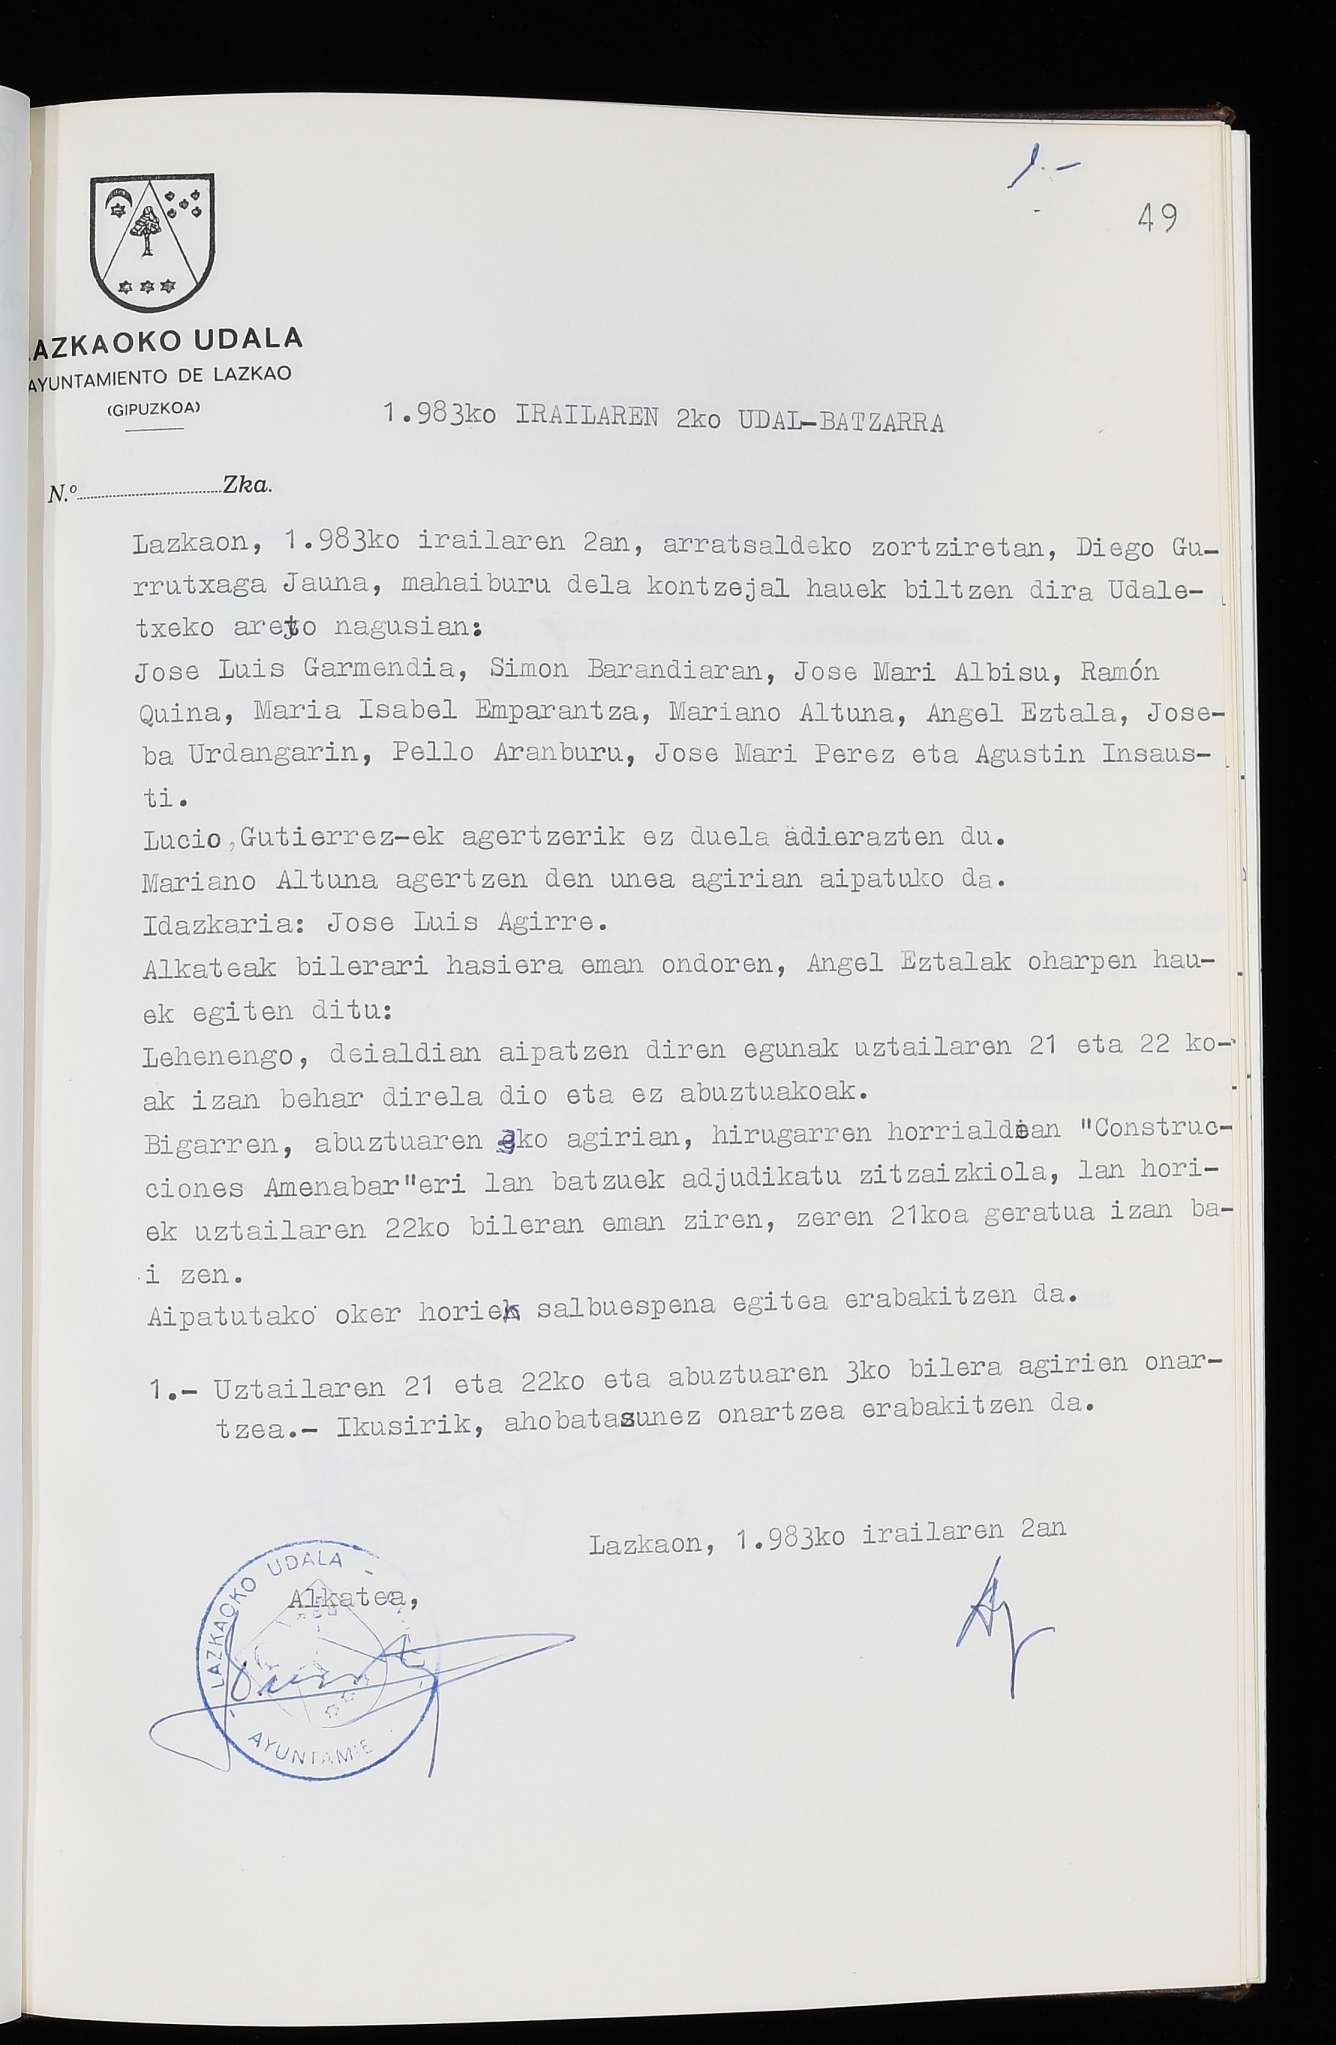 49
LAZKAOKO UDALA
AYUNTAMIENTO DE LAZKAO
(GIPUZKOA)
1.983ko IRAILAREN 2ko UDAL-BATZARRA
N.º Zka.
Lazkaon, 1.983ko irailaren 2an, arratsaldeko zortziretan, Diego Gu-
rrutxaga Jauna, mahaiburu dela kontzejal hauek biltzen dira Udale-
txeko areto nagusian:
Jose Luis Garmendia, Simon Barandiaran, Jose Mari Albisu, Ramón
Quina, Maria Isabel Emparantza, Mariano Altuna, Angel Eztala, Jose-
ba Urdangarin, Pello Aranburu, Jose Mari Perez eta Agustin Insaus-
ti.
Lucio,Gutierrez-ek agertzerik ez duela adierazten du.
Mariano Altuna agertzen den unea agirian aipatuko da.
Idazkaria: Jose Luis Agirre.
Alkateak bilerari hasiera eman ondoren, Angel Eztalak oharpen hau-
ek egiten ditu:
Lehenengo, deialdian aipatzen diren egunak uztailaren 21 eta 22 ko-
ak izan behar direla dio eta ez abuztuakoak.
Bigarren, abuztuaren 3ko agirian, hirugarren horrialdean "Construc-
ciones Amenabar"eri lan batzuek adjudikatu zitzaizkiola, lan hori-
ek uztailaren 22ko bileran eman ziren, zeren 21koa geratua izan ba-
i zen.
Aipatutako oker horien salbuespena egitea erabakitzen da.
1.- Uztailaren 21 eta 22ko eta abuztuaren 3ko bilera agirien onar-
tzea.- Ikusirik, ahobatasunez onartzea erabakitzen da.
Lazkaon, 1.983ko irailaren 2an
Alkatea,
LAZKAOKO UDALA
AYUNTAMIE